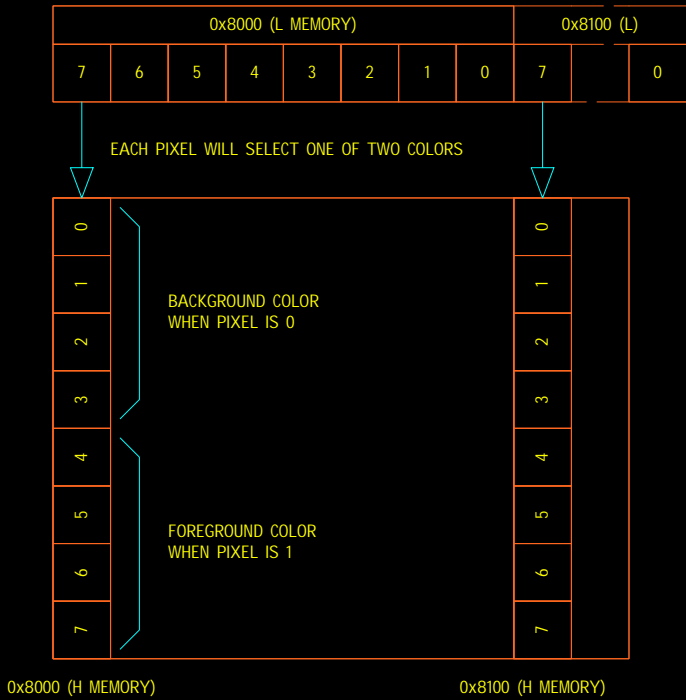 0x8000 (L MEMORY) 0x8100 (L)
7 6 5 4 3 2 1 0 7 0
EACH PIXEL WILL SELECT ONE OF TWO COLORS
0 0
1 1
BACKGROUND COLOR
WHEN PIXEL IS 0
2 2
3 3
4 4
5 5
FOREGROUND COLOR
WHEN PIXEL IS 1
6 6
7 7
0x8000 (H MEMORY) 0x8100 (H MEMORY)